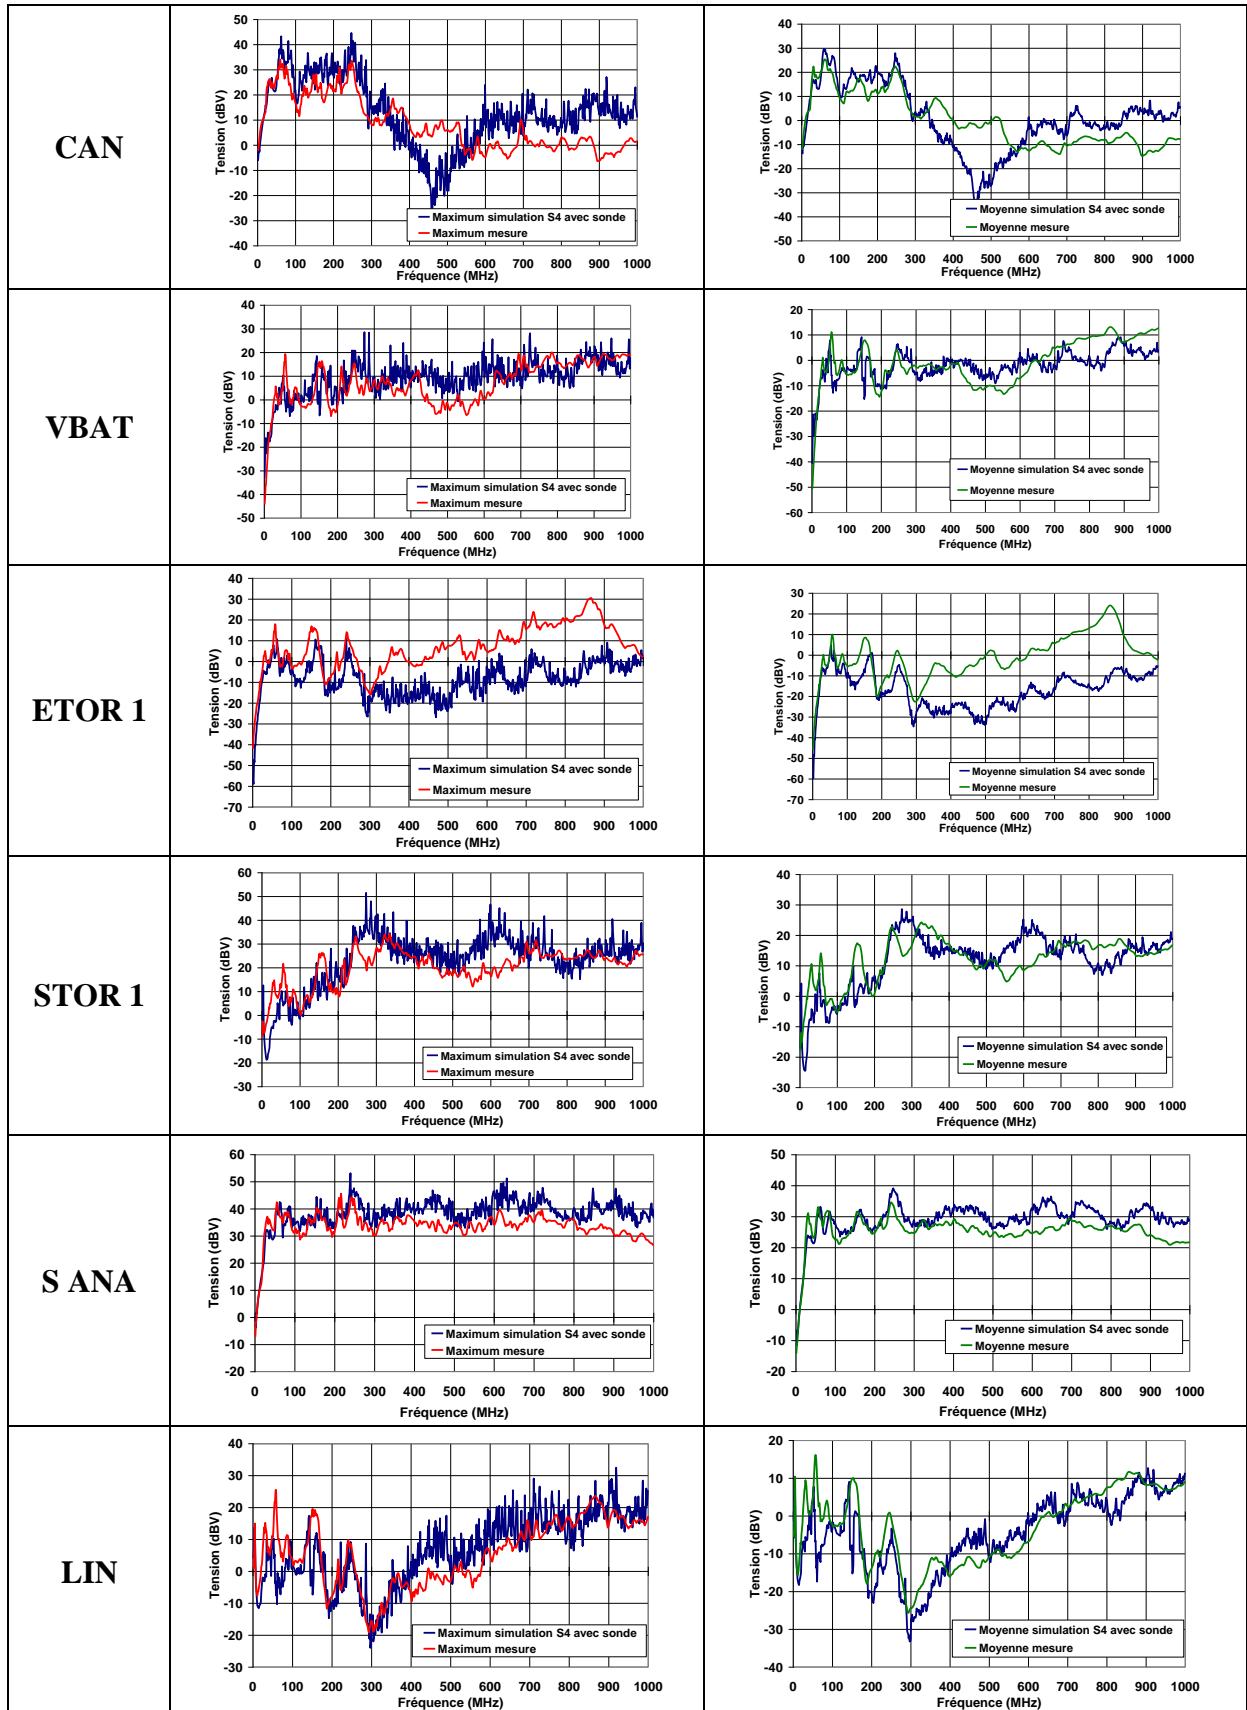 CAN
Tension (dBV)
50
40
30
20
10
0
-10
-20
-30
-40
Maximum simulation S4 avec sonde
Maximum mesure
0 100 200 300 400 500 600 700 800 900 1000
Fréquence (MHz)
Tension (dBV)
40
30
20
10
0
-10
-20
-30
-40
-50
Moyenne simulation S4 avec sonde
Moyenne mesure
0 100 200 300 400 500 600 700 800 900 1000
Fréquence (MHz)
VBAT
Tension (dBV)
40
30
20
10
0
-10
-20
-30
-40
-50
Maximum simulation S4 avec sonde
Maximum mesure
0 100 200 300 400 500 600 700 800 900 1000
Fréquence (MHz)
Tension (dBV)
20
10
0
-10
-20
-30
-40
-50
-60
Moyenne simulation S4 avec sonde
Moyenne mesure
0 100 200 300 400 500 600 700 800 900 1000
Fréquence (MHz)
ETOR 1
Tension (dBV)
40
30
20
10
0
-10
-20
-30
-40
-50
-60
-70
Maximum simulation S4 avec sonde
Maximum mesure
0 100 200 300 400 500 600 700 800 900 1000
Fréquence (MHz)
Tension (dBV)
30
20
10
0
-10
-20
-30
-40
-50
-60
-70
Moyenne simulation S4 avec sonde
Moyenne mesure
0 100 200 300 400 500 600 700 800 900 1000
Fréquence (MHz)
STOR 1
Tension (dBV)
60
50
40
30
20
10
0
-10
-20
-30
Maximum simulation S4 avec sonde
Maximum mesure
0 100 200 300 400 500 600 700 800 900 1000
Fréquence (MHz)
Tension (dBV)
40
30
20
10
0
-10
-20
-30
Moyenne simulation S4 avec sonde
Moyenne mesure
0 100 200 300 400 500 600 700 800 900 1000
Fréquence (MHz)
S ANA
Tension (dBV)
60
50
40
30
20
10
0
-10
-20
Maximum simulation S4 avec sonde
Maximum mesure
0 100 200 300 400 500 600 700 800 900 1000
Fréquence (MHz)
Tension (dBV)
50
40
30
20
10
0
-10
-20
Moyenne simulation S4 avec sonde
Moyenne mesure
0 100 200 300 400 500 600 700 800 900 1000
Fréquence (MHz)
LIN
Tension (dBV)
40
30
20
10
0
-10
-20
-30
Maximum simulation S4 avec sonde
Maximum mesure
0 100 200 300 400 500 600 700 800 900 1000
Fréquence (MHz)
Tension (dBV)
20
10
0
-10
-20
-30
-40
Moyenne simulation S4 avec sonde
Moyenne mesure
0 100 200 300 400 500 600 700 800 900 1000
Fréquence (MHz)